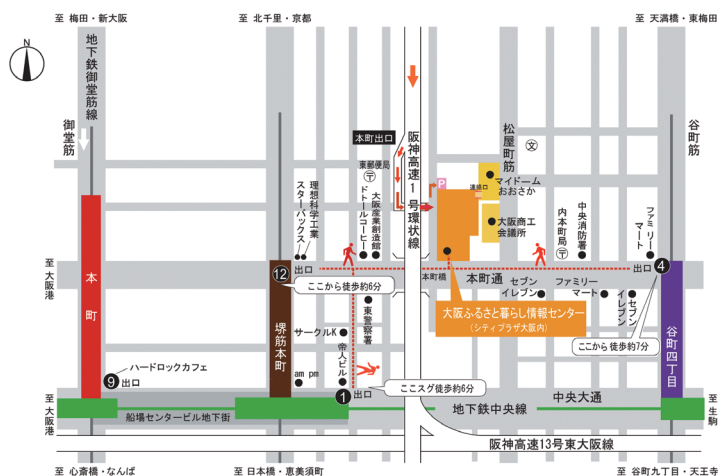 至 梅田・新大阪
至 北千里・京都
至 天満橋・東梅田
N
地下鉄御堂筋線
御堂筋
本町出口
阪神高速1号環状線
松屋町筋
文
谷町筋
東郵便局
〒
P
連絡口
マイドームおおさか
理想科学工業
スターバックス
ドトールコーヒー
大阪産業創造館
大阪商工会議所
内本町局
〒
中央消防署
ファミリーマート
至 大阪港
12
出口
ここから徒歩約6分
本町橋
本町通
出口
4
至 生駒
本町
堺筋本町
東警察署
セブンイレブン
ファミリーマート
セブンイレブン
大阪ふるさと暮らし情報センター
(シティプラザ大阪内)
ここから徒歩約7分
谷町四丁目
サークルK
帝人ビル
ハードロックカフェ
9
出口
am pm
1
出口
ここスグ徒歩約6分
中央大通
至 大阪港
船場センタービル地下街
地下鉄中央線
至 生駒
阪神高速13号東大阪線
至 心斎橋・なんば
至 日本橋・恵美須町
至 谷町九丁目・天王寺